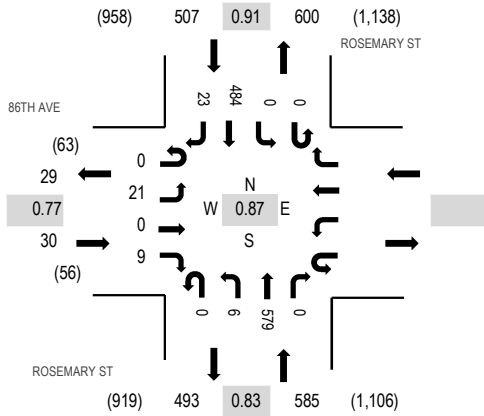 (958) 507 0.91 600 (1,138)
ROSEMARY ST
23 484 0 0
86TH AVE
(63)
0
29
21
N
0.77
W 0.87 E
0
30
S
9
(56)
0 6 579 0
ROSEMARY ST
(919) 493 0.83 585 (1,106)